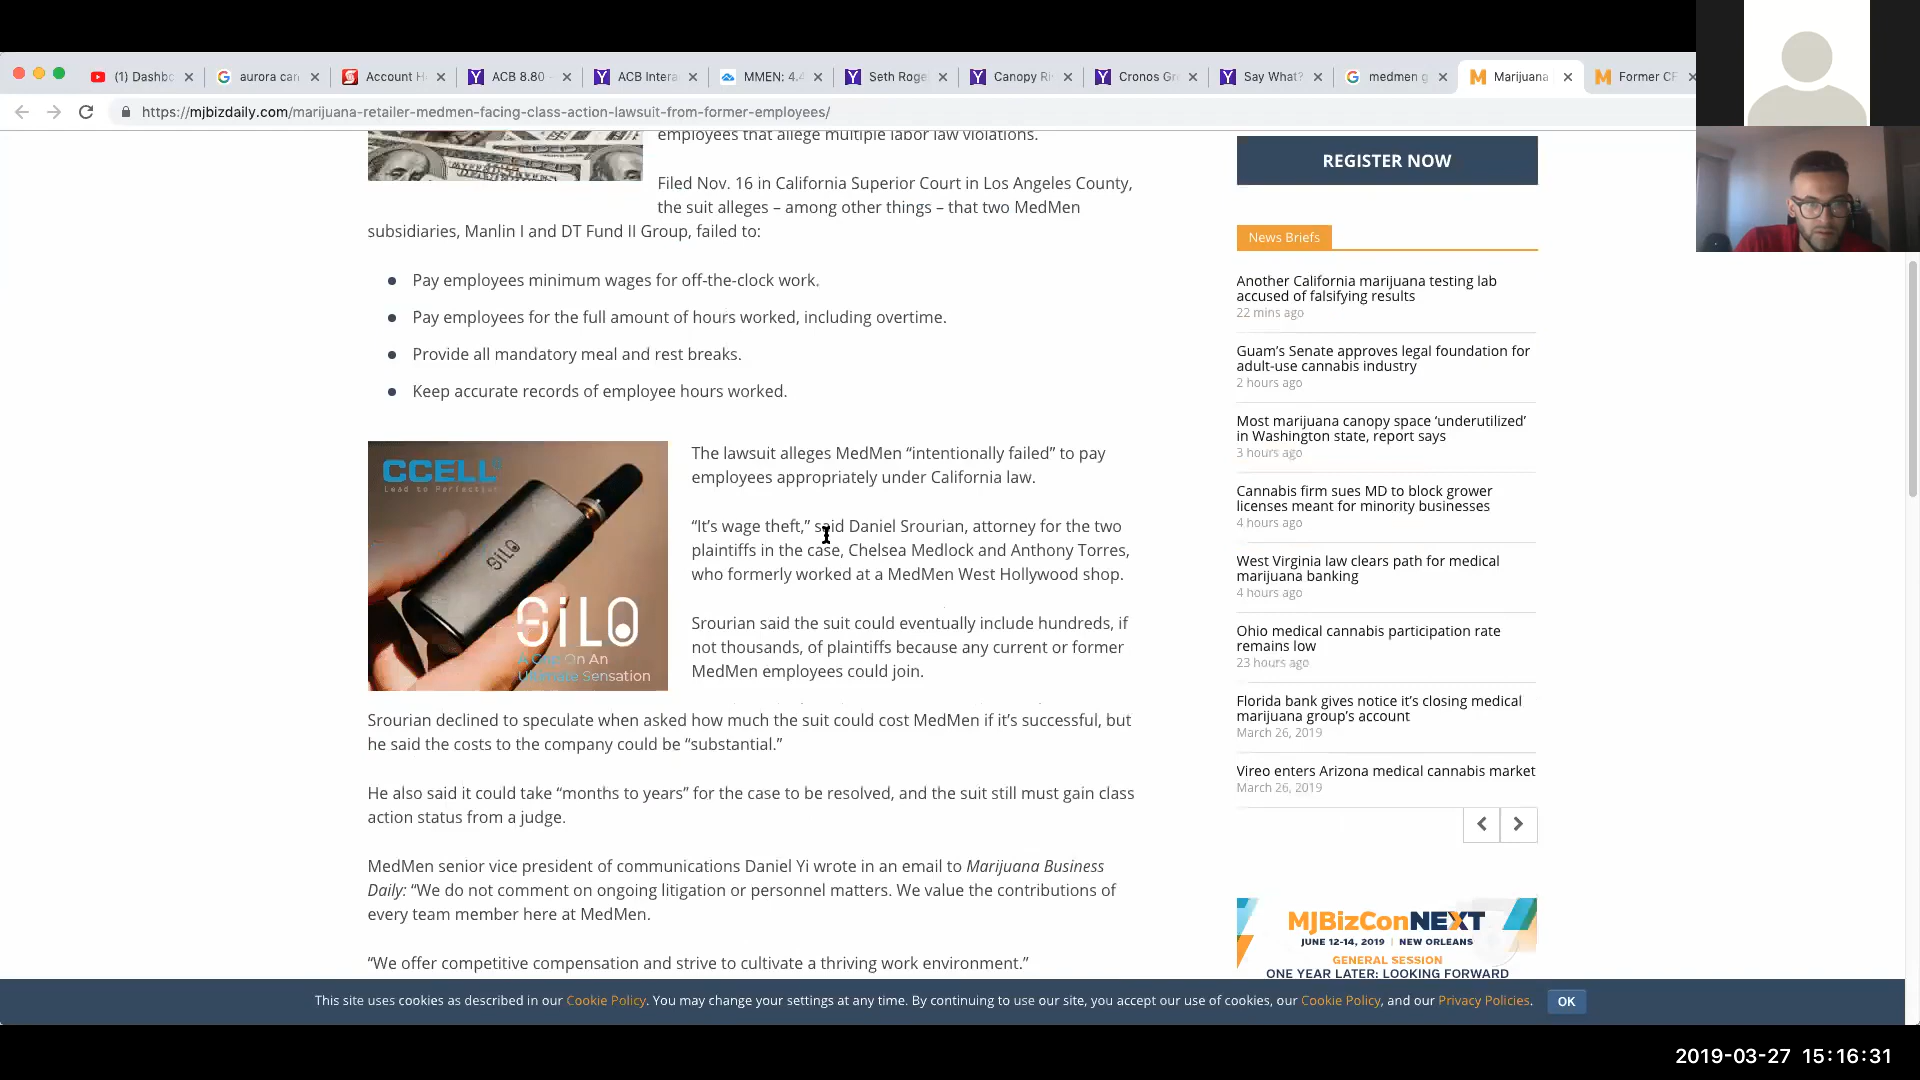 (1) Dashbo
aurora can
Account H
ACB 8.80
ACB Intera
MMEN: 4.4
Seth Roge
Canopy Ri
Cronos Gr
Say What?
medmen g
Marijuana
Former CF
https://mjbizdaily.com/marijuana-retailer-medmen-facing-class-action-lawsuit-from-former-employees/
employees that allege multiple labor law violations.
Filed Nov. 16 in California Superior Court in Los Angeles County,
the suit alleges – among other things – that two MedMen
subsidiaries, Manlin I and DT Fund II Group, failed to:
Pay employees minimum wages for off-the-clock work.
Pay employees for the full amount of hours worked, including overtime.
Provide all mandatory meal and rest breaks.
Keep accurate records of employee hours worked.
CCELL
Lead to Perfection
SiLO
SiLO
Ultimate Sensation
The lawsuit alleges MedMen “intentionally failed” to pay
employees appropriately under California law.
“It’s wage theft,” said Daniel Srourian, attorney for the two
plaintiffs in the case, Chelsea Medlock and Anthony Torres,
who formerly worked at a MedMen West Hollywood shop.
Srourian said the suit could eventually include hundreds, if
not thousands, of plaintiffs because any current or former
MedMen employees could join.
Srourian declined to speculate when asked how much the suit could cost MedMen if it’s successful, but
he said the costs to the company could be “substantial.”
He also said it could take “months to years” for the case to be resolved, and the suit still must gain class
action status from a judge.
MedMen senior vice president of communications Daniel Yi wrote in an email to Marijuana Business
Daily: “We do not comment on ongoing litigation or personnel matters. We value the contributions of
every team member here at MedMen.
“We offer competitive compensation and strive to cultivate a thriving work environment.”
REGISTER NOW
News Briefs
Another California marijuana testing lab
accused of falsifying results
22 mins ago
Guam’s Senate approves legal foundation for
adult-use cannabis industry
2 hours ago
Most marijuana canopy space ‘underutilized’
in Washington state, report says
3 hours ago
Cannabis firm sues MD to block grower
licenses meant for minority businesses
4 hours ago
West Virginia law clears path for medical
marijuana banking
4 hours ago
Ohio medical cannabis participation rate
remains low
23 hours ago
Florida bank gives notice it’s closing medical
marijuana group’s account
March 26, 2019
Vireo enters Arizona medical cannabis market
March 26, 2019
MJBizConNEXT
JUNE 12-14, 2019 | NEW ORLEANS
GENERAL SESSION
ONE YEAR LATER: LOOKING FORWARD
This site uses cookies as described in our Cookie Policy. You may change your settings at any time. By continuing to use our site, you accept our use of cookies, our Cookie Policy, and our Privacy Policies.
OK
2019-03-27 15:16:31